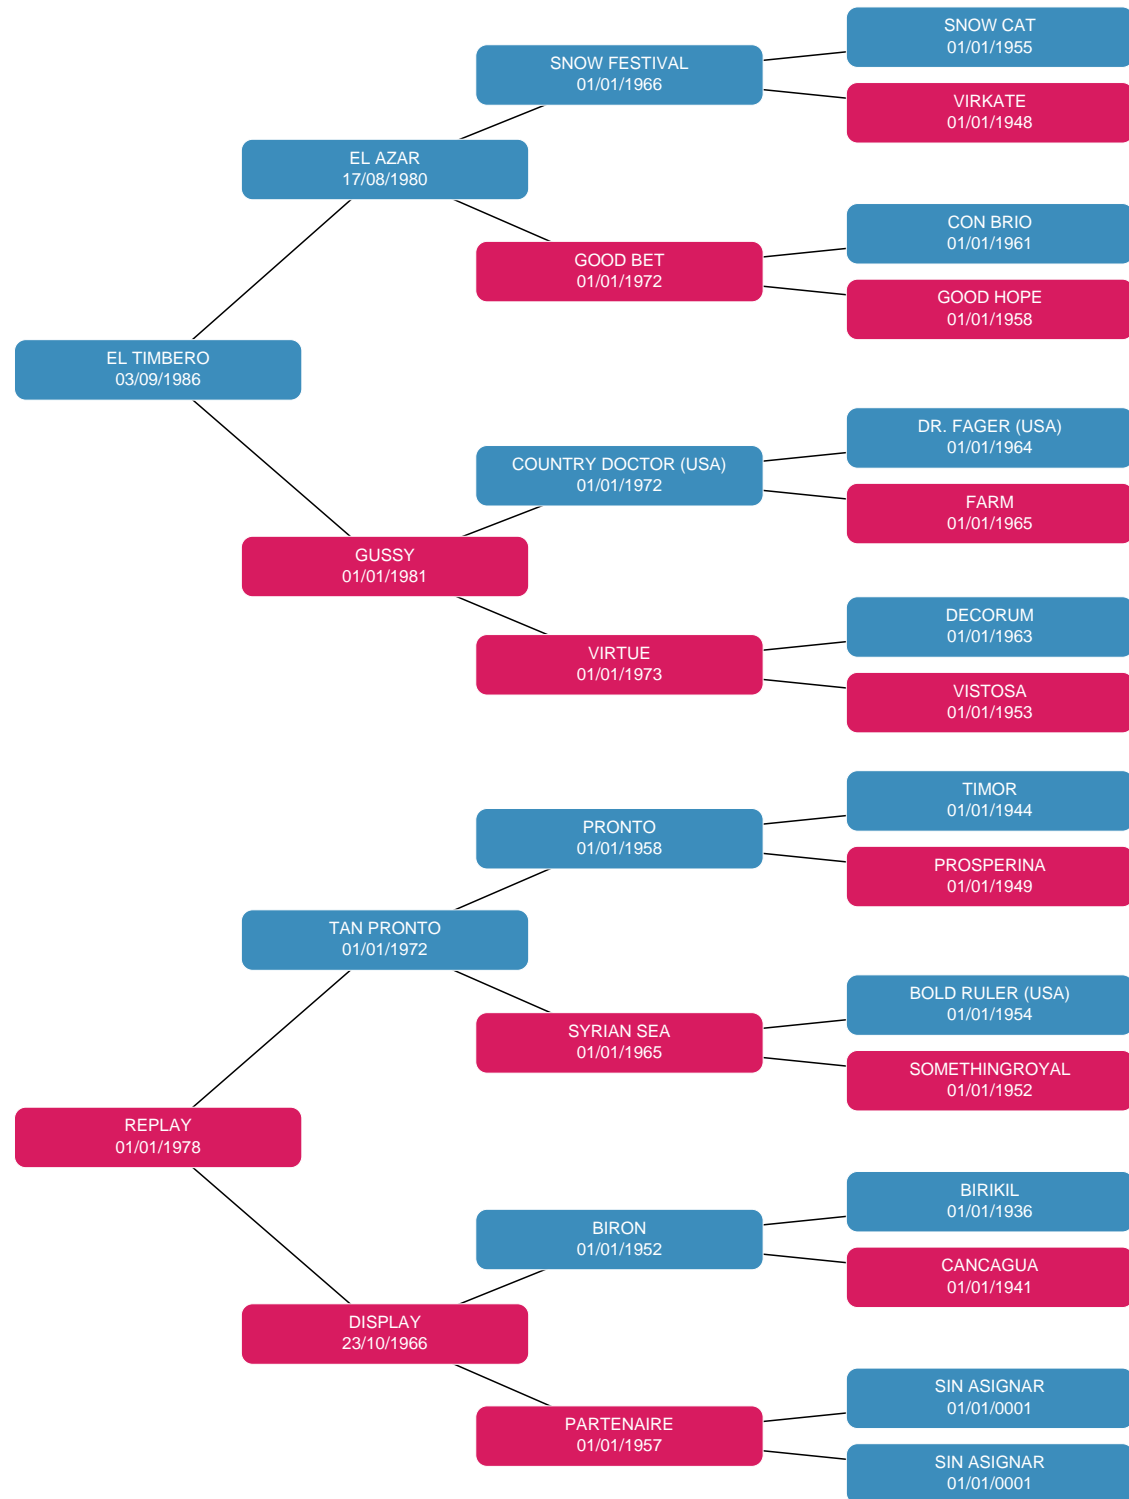 SNOW CAT
01/01/1955
SNOW FESTIVAL
01/01/1966
VIRKATE
01/01/1948
EL AZAR
17/08/1980
CON BRIO
01/01/1961
GOOD BET
01/01/1972
GOOD HOPE
01/01/1958
EL TIMBERO
03/09/1986
DR. FAGER (USA)
01/01/1964
COUNTRY DOCTOR (USA)
01/01/1972
FARM
01/01/1965
GUSSY
01/01/1981
DECORUM
01/01/1963
VIRTUE
01/01/1973
VISTOSA
01/01/1953
TIMOR
01/01/1944
PRONTO
01/01/1958
PROSPERINA
01/01/1949
TAN PRONTO
01/01/1972
BOLD RULER (USA)
01/01/1954
SYRIAN SEA
01/01/1965
SOMETHINGROYAL
01/01/1952
REPLAY
01/01/1978
BIRIKIL
01/01/1936
BIRON
01/01/1952
CANCAGUA
01/01/1941
DISPLAY
23/10/1966
SIN ASIGNAR
01/01/0001
PARTENAIRE
01/01/1957
SIN ASIGNAR
01/01/0001